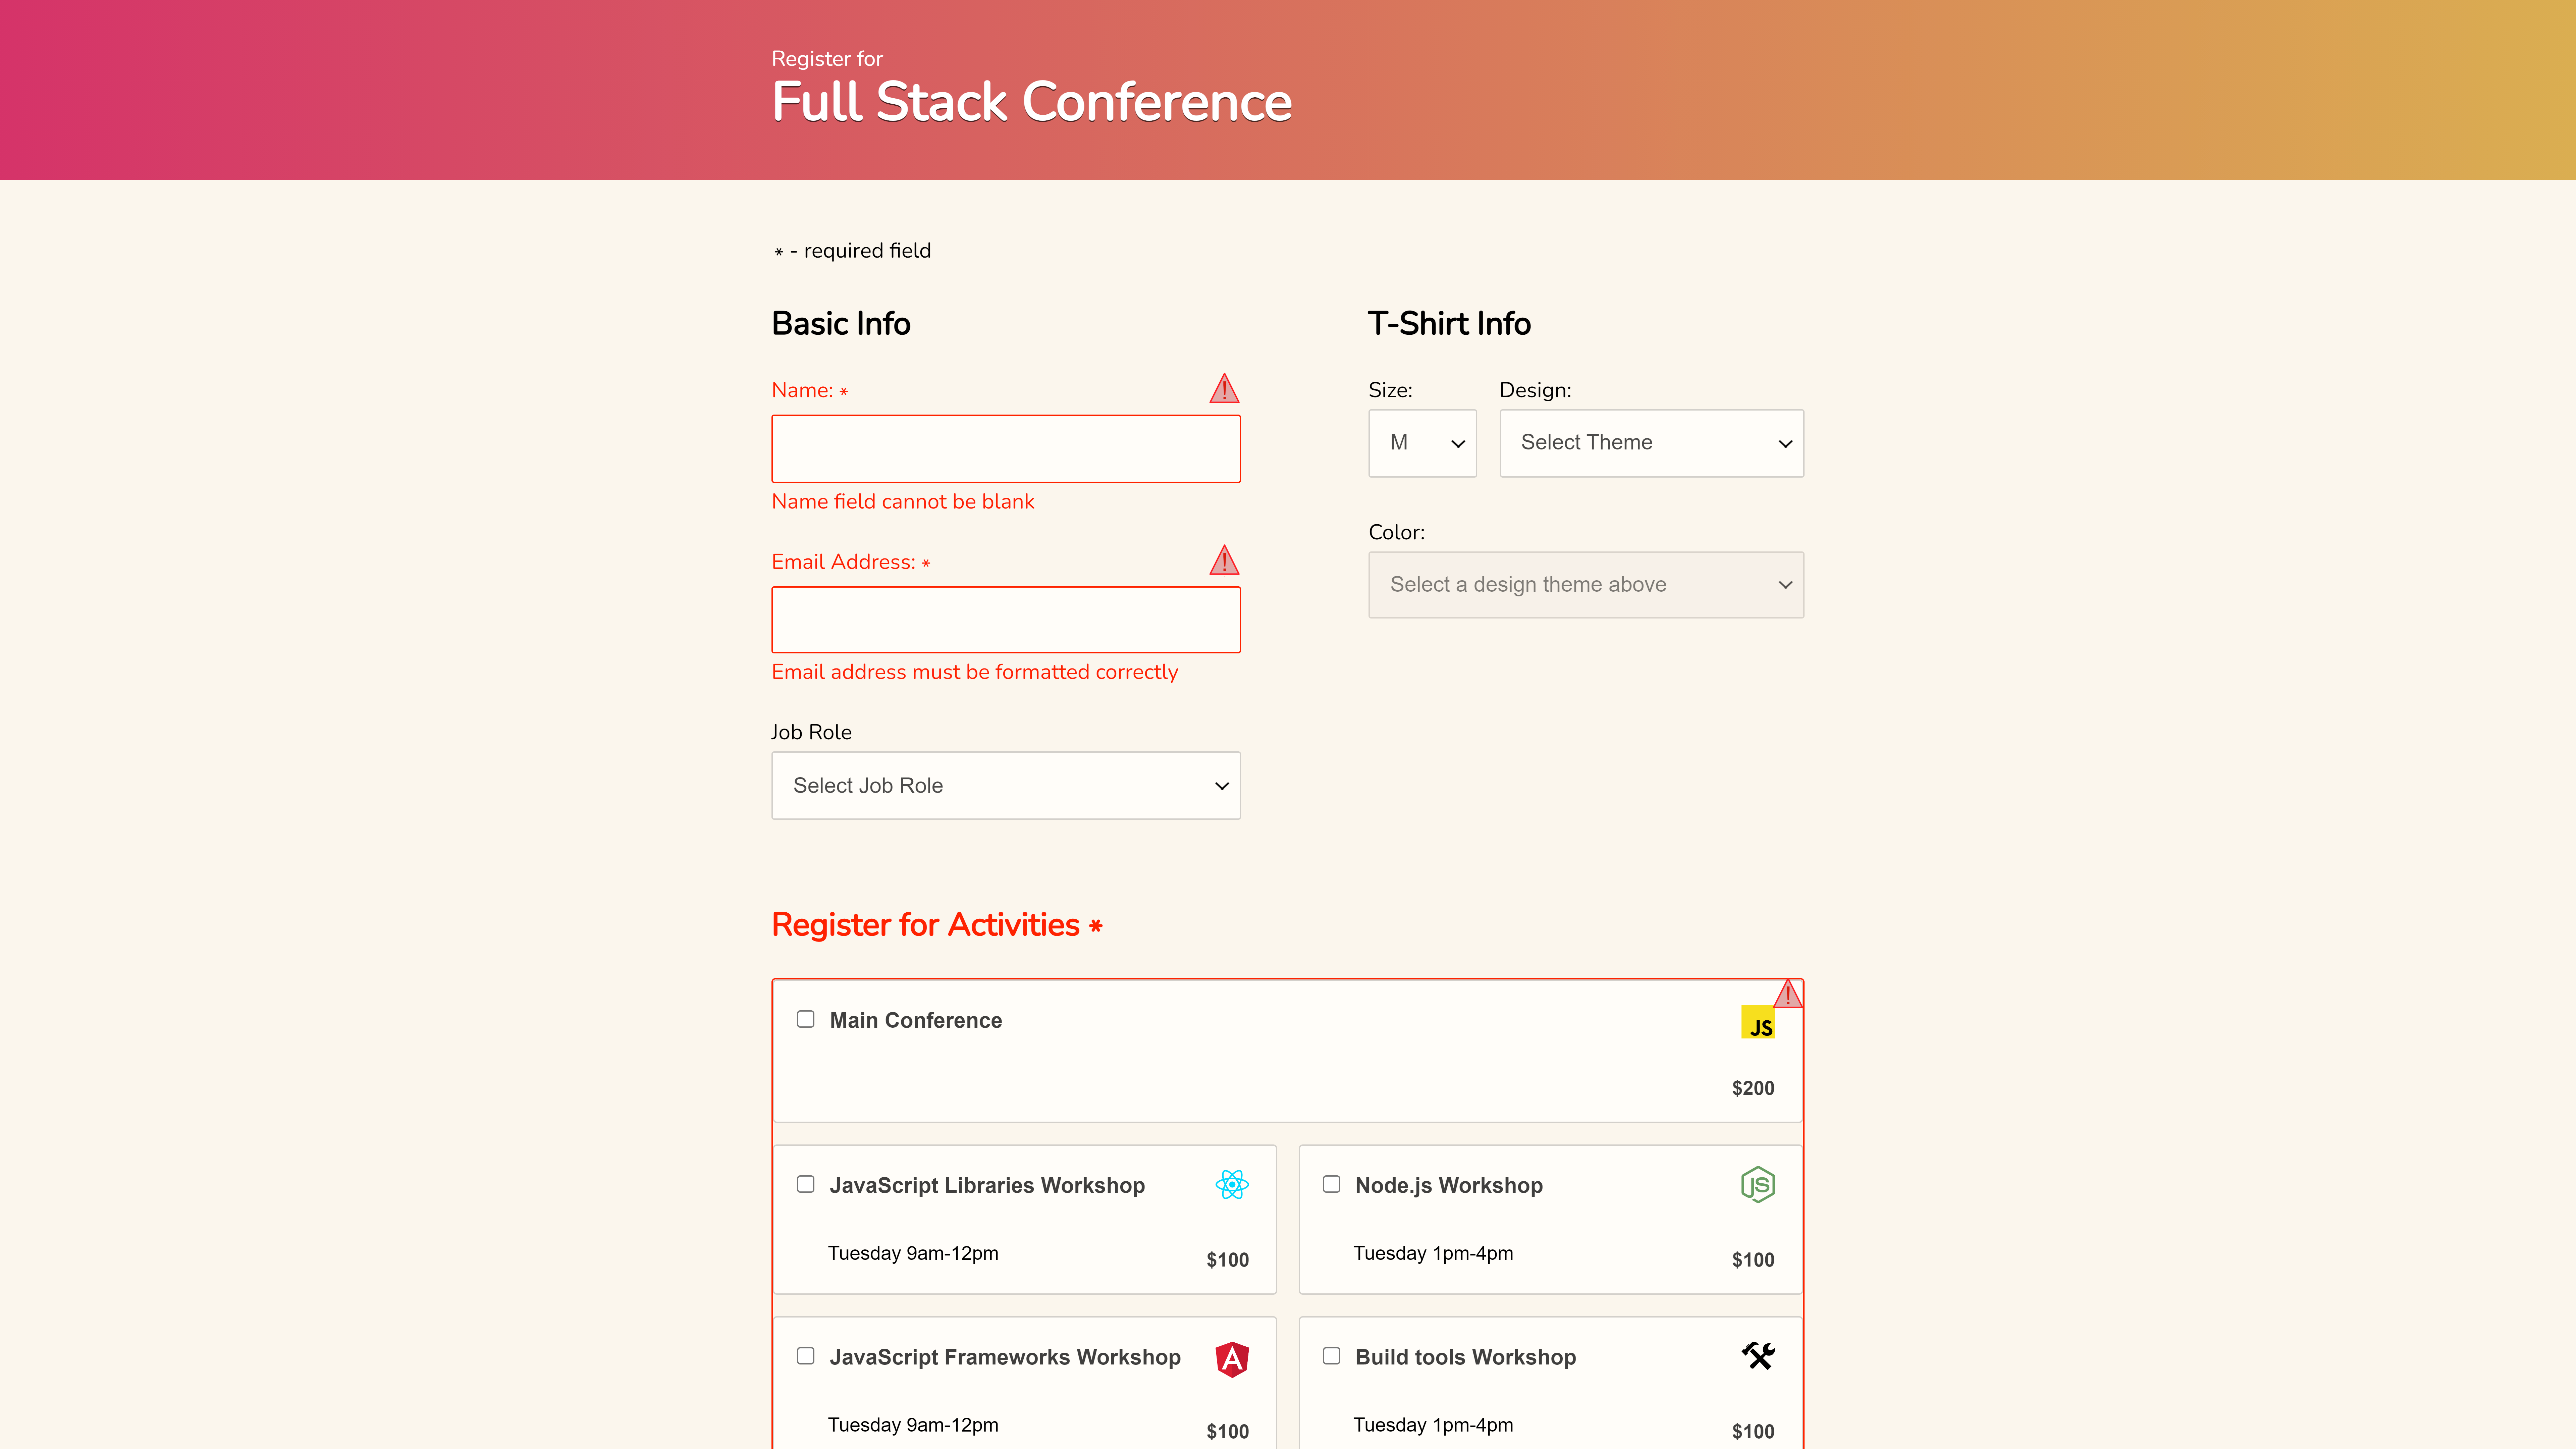 Register for
Full Stack Conference
* - required field
Basic Info
Name: *
Name field cannot be blank
Email Address: *
Email address must be formatted correctly
Job Role
Select Job Role
T-Shirt Info
Size:
Design:
M
Select Theme
Color:
Select a design theme above
Register for Activities *
Main Conference
JS
$200
JavaScript Libraries Workshop
Tuesday 9am-12pm
$100
Node.js Workshop
JS
Tuesday 1pm-4pm
$100
JavaScript Frameworks Workshop
A
Tuesday 9am-12pm
$100
Build tools Workshop
Tuesday 1pm-4pm
$100